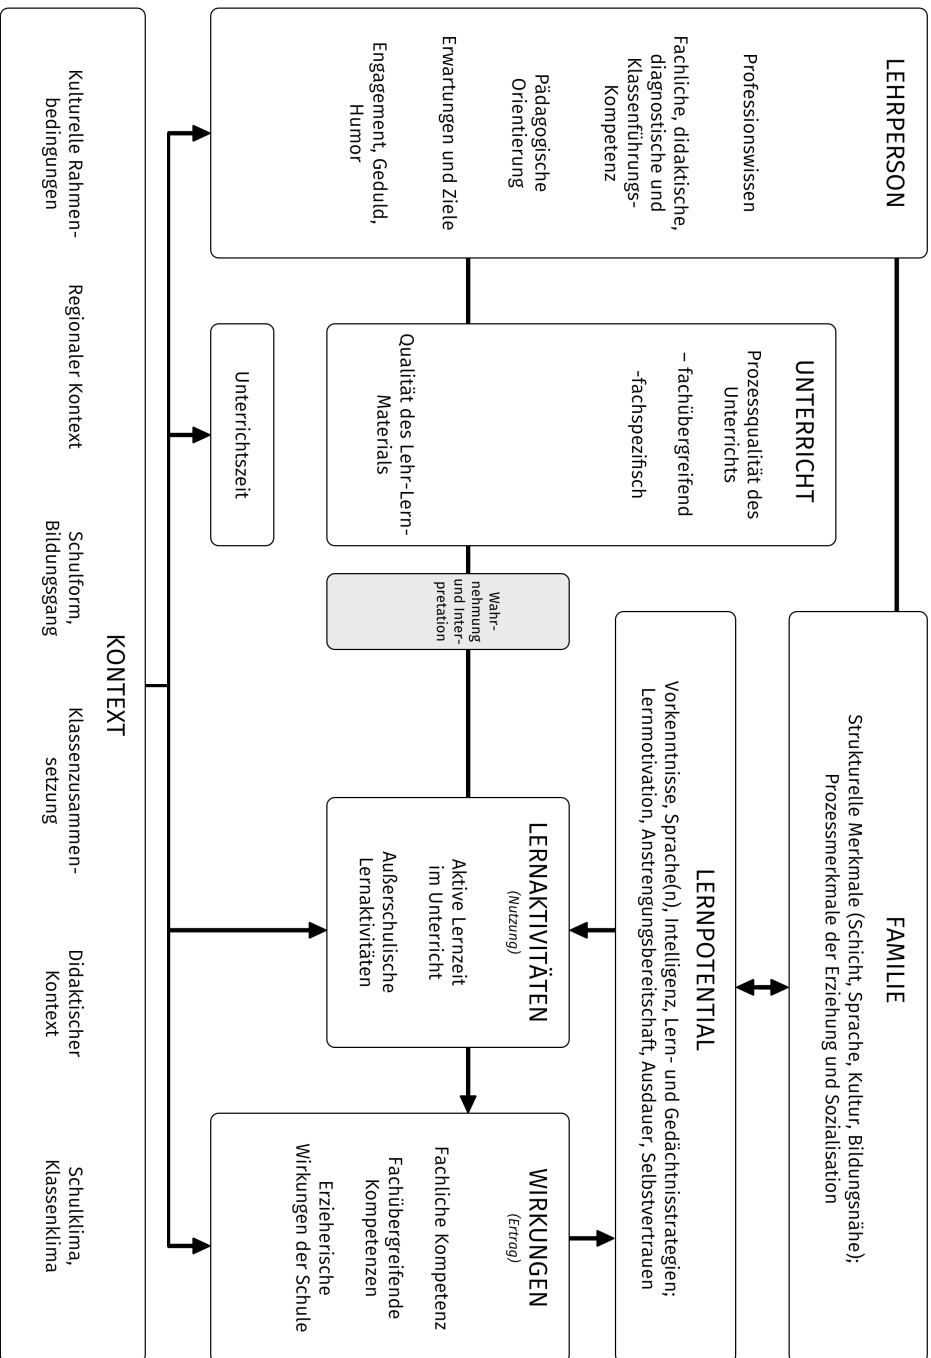 FAMILIE
Strukturelle Merkmale (Schicht, Sprache, Kultur, Bildungsnähe);
Prozessmerkmale der Erziehung und Sozialisation
LEHRPERSON
Professionswissen
Fachliche, didaktische,
diagnostische und
Klassenführungs-
Kompetenz
Pädagogische
Orientierung
Erwartungen und Ziele
Engagement, Geduld,
Humor
UNTERRICHT
Prozessqualität des
Unterrichts
– fachübergreifend
-fachspezifisch
Qualität des Lehr-Lern-
Materials
Unterrichtszeit
Wahr-
nehmung
und Inter-
pretation
LERNPOTENTIAL
Vorkenntnisse, Sprache(n), Intelligenz, Lern- und Gedächtnisstrategien;
Lernmotivation, Anstrengungsbereitschaft, Ausdauer, Selbstvertrauen
LERNAKTIVITÄTEN
(Nutzung)
Aktive Lernzeit
im Unterricht
Außerschulische
Lernaktivitäten
WIRKUNGEN
(Ertrag)
Fachliche Kompetenz
Fachübergreifende
Kompetenzen
Erzieherische
Wirkungen der Schule
KONTEXT
Kulturelle Rahmen-
bedingungen
Regionaler Kontext
Schulform,
Bildungsgang
Klassenzusammen-
setzung
Didaktischer
Kontext
Schulklima,
Klassenklima